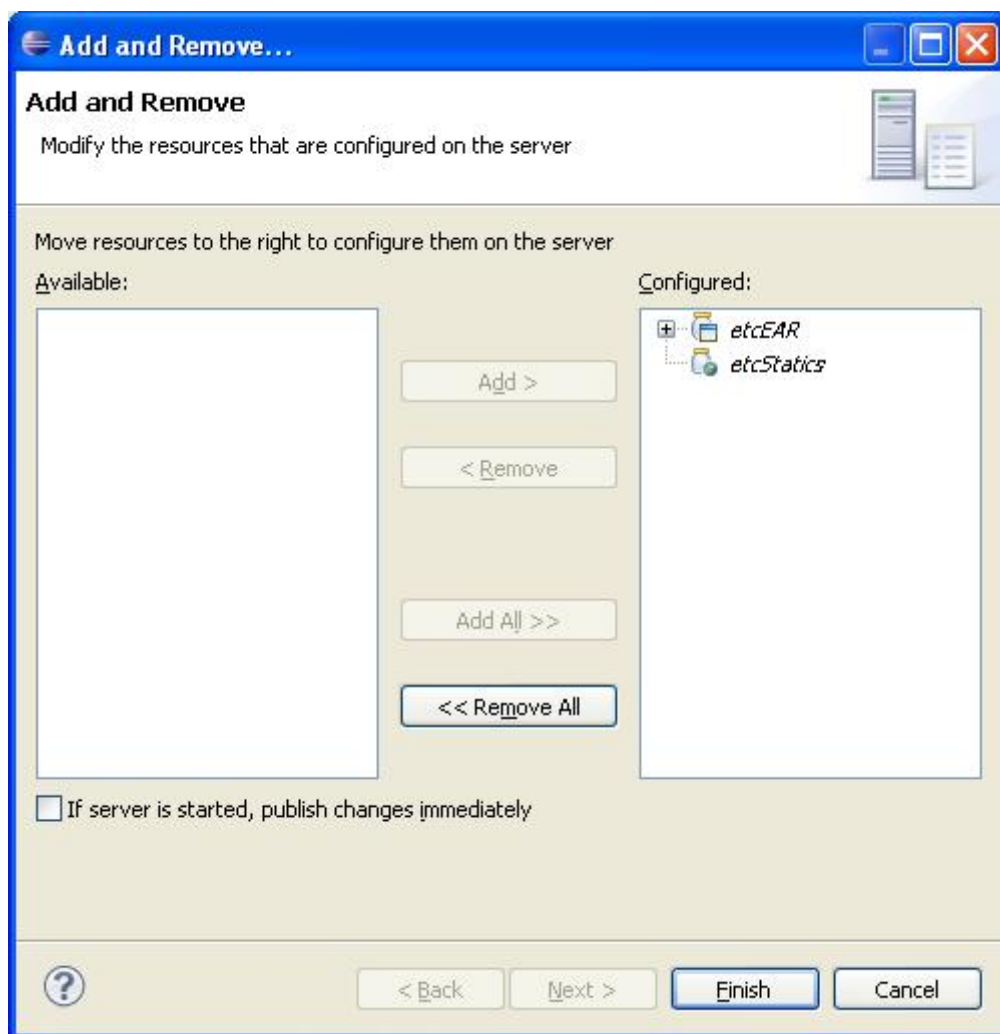 Add and Remove...
Add and Remove
Modify the resources that are configured on the server
Move resources to the right to configure them on the server
Available:
Configured:
etcEAR
etcStatics
Add >
< Remove
Add All >>
<< Remove All
If server is started, publish changes immediately
?
< Back
Next >
Finish
Cancel